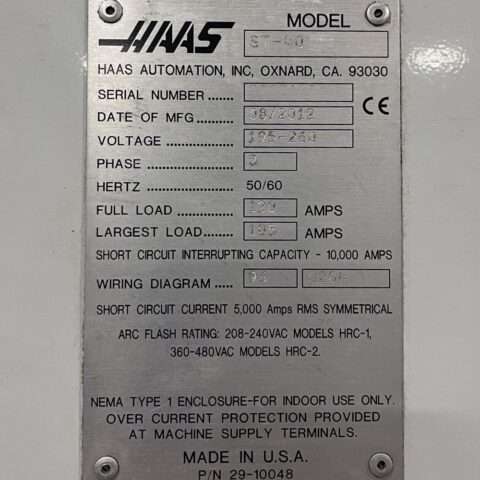 MODEL
HAAS
HAAS AUTOMATION, INC, OXNARD, CA. 93030
SERIAL NUMBER ......
CE
DATE OF MFG ....... 08/2012
VOLTAGE ................. 195-260
PHASE .................... 3
HERTZ 50/60
FULL LOAD ............. AMPS
LARGEST LOAD....... AMPS
SHORT CIRCUIT INTERRUPTING CAPACITY - 10,000 AMPS
WIRING DIAGRAM .....
SHORT CIRCUIT CURRENT 5,000 Amps RMS SYMMETRICAL
ARC FLASH RATING: 208-240VAC MODELS HRC-1,
360-480VAC MODELS HRC-2.
NEMA TYPE 1 ENCLOSURE-FOR INDOOR USE ONLY.
OVER CURRENT PROTECTION PROVIDED
AT MACHINE SUPPLY TERMINALS.
MADE IN U.S.A.
P/N 29-10048